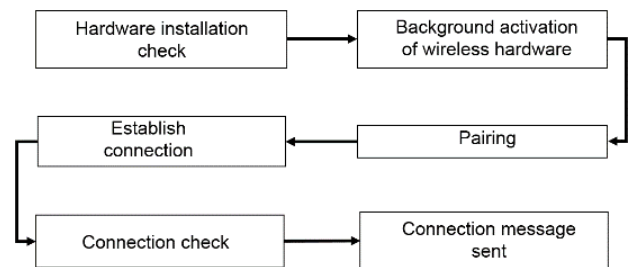 Hardware installation
check
Background activation
of wireless hardware
Pairing
Establish
connection
Connection check
Connection message
sent